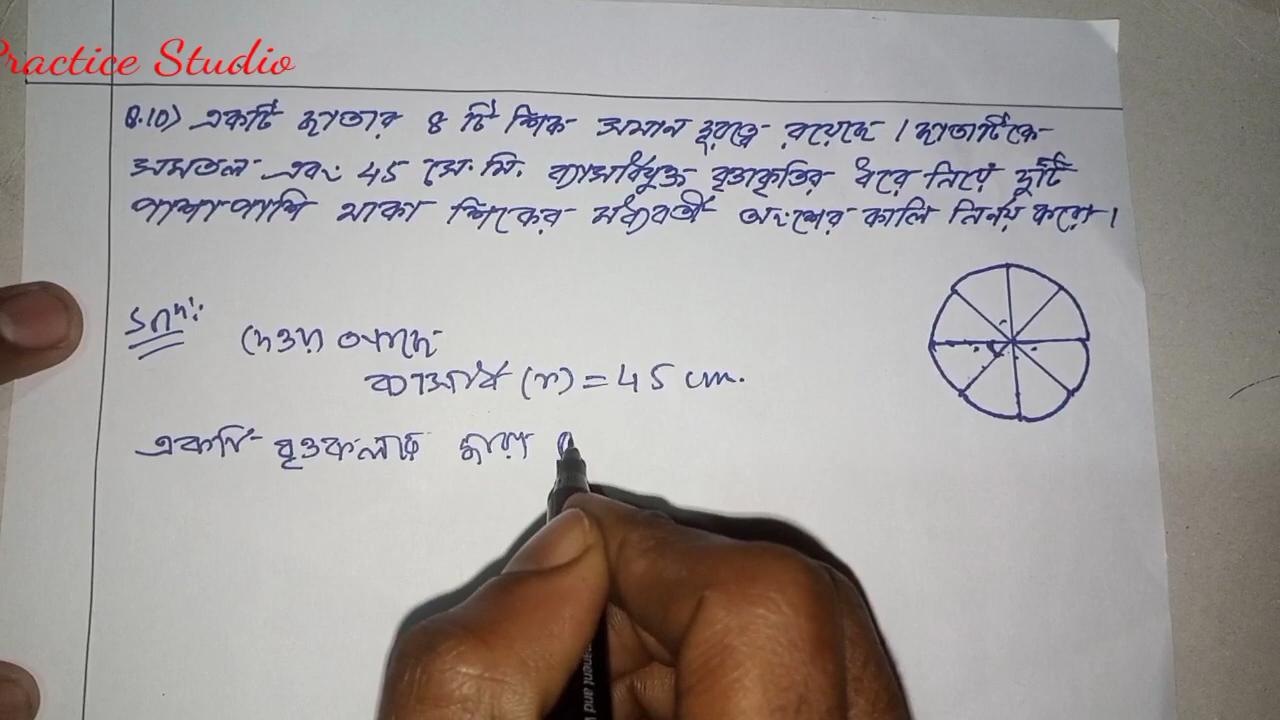 Practice Studio
Q.10) একটি ছাতার ৪ টি শিক সমান দূরত্বে রয়েছে। ছাতাটিকে
সমতল এবং 45 সে.মি. ব্যাসার্ধযুক্ত বৃত্তাকৃতির ধরে নিয়ে দুটি
পাশাপাশি থাকা শিকের মধ্যবর্তী অংশের কালি নির্ণয় করো।
Soln:
দেওয়া আছে
ব্যাসার্ধ (r) = 45 cm.
একটি বৃত্তকলার দ্বারা